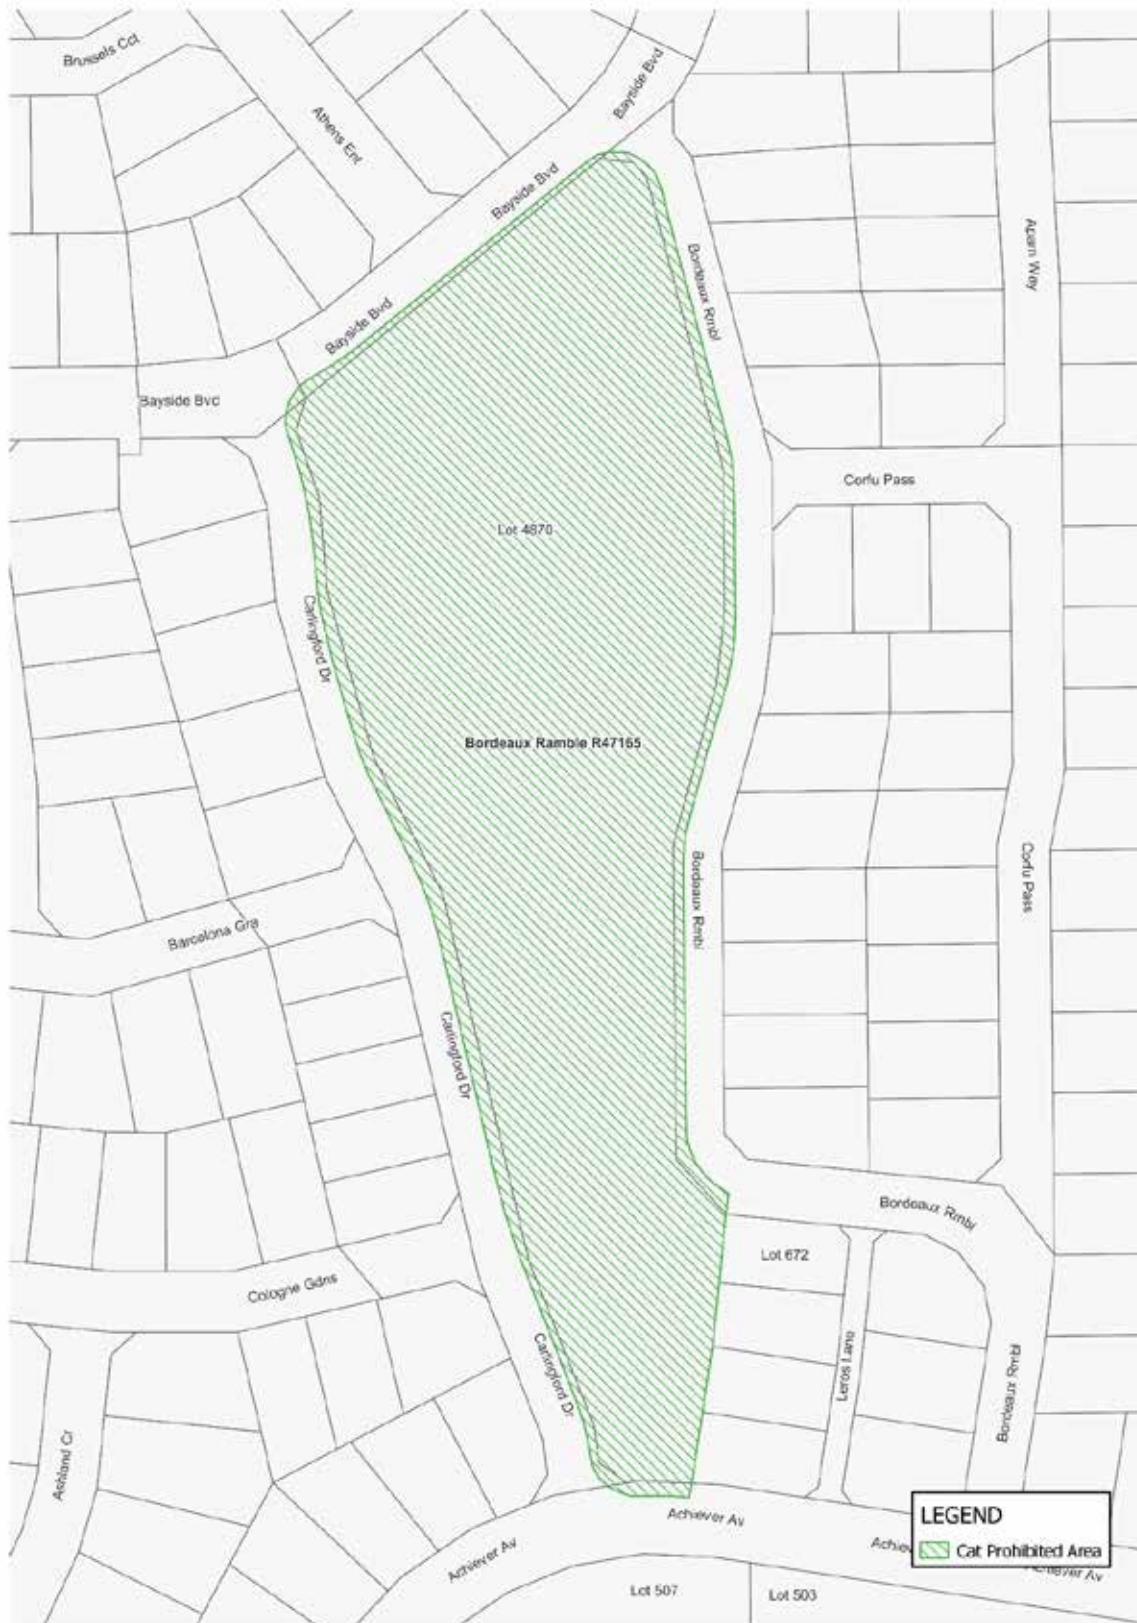 Brussels Cct
Bayside Bvd
Athens Ent
Bayside Bvd
Aparri Way
Bordeaux Rmbl
Bayside Bvd
Bayside Bvd
Corfu Pass
Lot 4870
Carlingford Dr
Bordeaux Ramble R47165
Corfu Pass
Bordeaux Rmbl
Barcelona Gra
Carlingford Dr
Bordeaux Rmbl
Lot 672
Cologne Gdns
Leros Lane
Carlingford Dr
Bordeaux Rmbl
Ashland Cr
LEGEND
Cat Prohibited Area
Achiever Av
Achiever Av
Lot 507
Lot 503